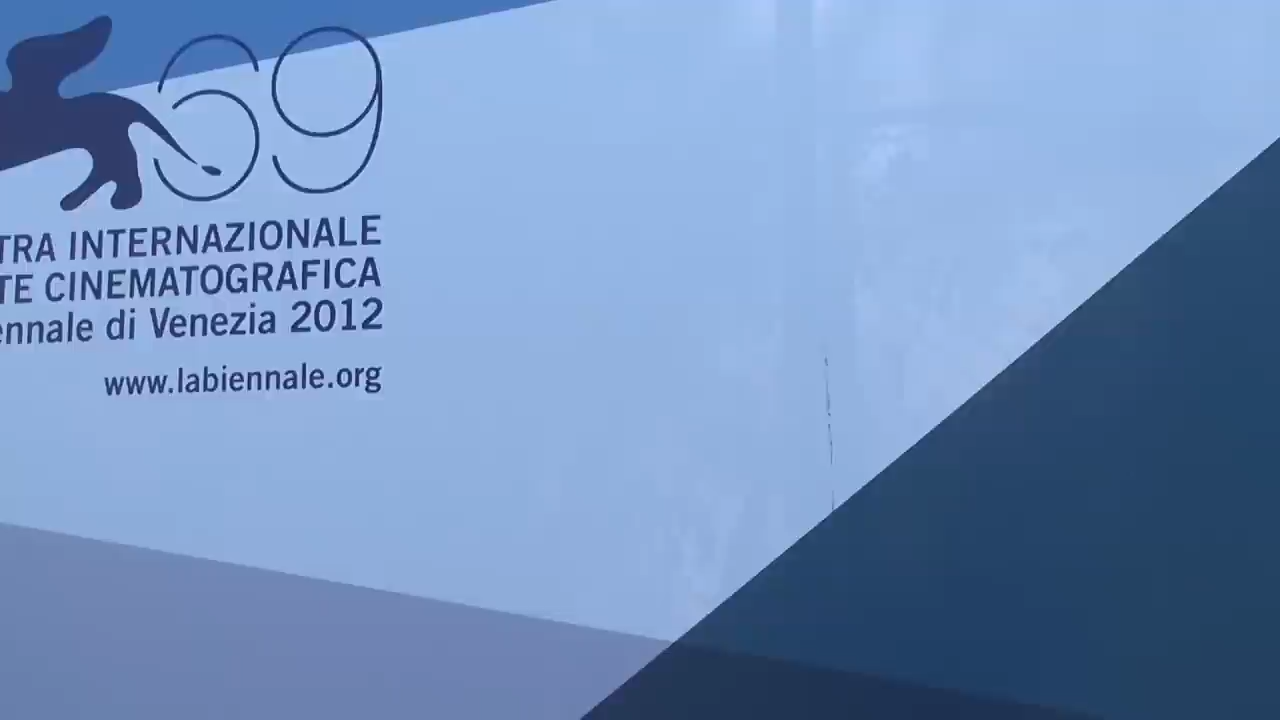 69
TRA INTERNAZIONALE
TE CINEMATOGRAFICA
ennale di Venezia 2012
www.labiennale.org